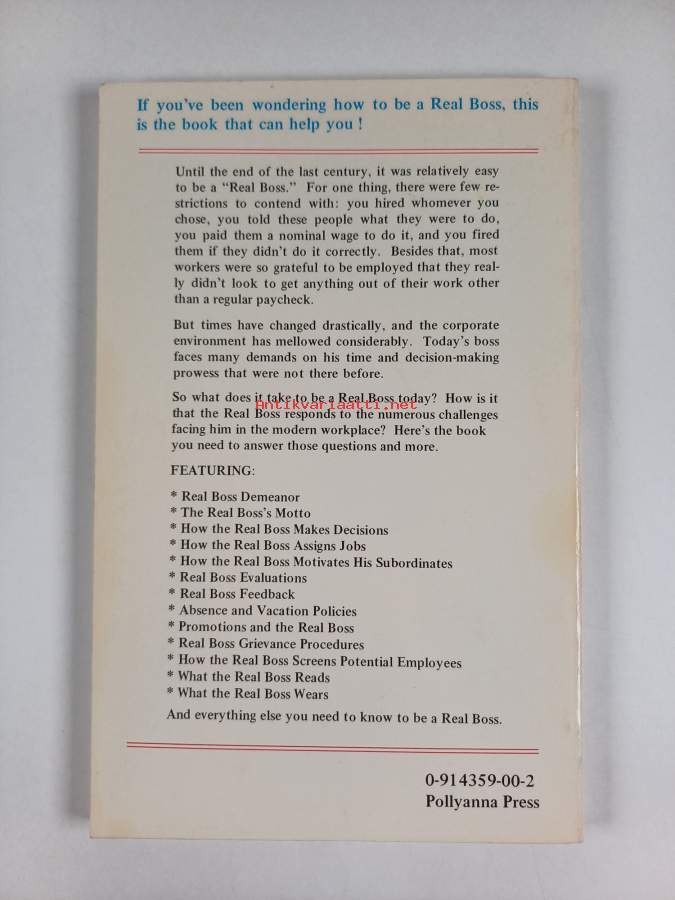 If you've been wondering how to be a Real Boss, this
is the book that can help you !
Until the end of the last century, it was relatively easy
to be a "Real Boss." For one thing, there were few re-
strictions to contend with: you hired whomever you
chose, you told these people what they were to do,
you paid them a nominal wage to do it, and you fired
them if they didn't do it correctly. Besides that, most
workers were so grateful to be employed that they real-
ly didn't look to get anything out of their work other
than a regular paycheck.
But times have changed drastically, and the corporate
environment has mellowed considerably. Today's boss
faces many demands on his time and decision-making
prowess that were not there before.
So what does it take to be a Real Boss today? How is it
Antikvariaatti.net
that the Real Boss responds to the numerous challenges
facing him in the modern workplace? Here's the book
you need to answer those questions and more.
FEATURING:
* Real Boss Demeanor
* The Real Boss's Motto
* How the Real Boss Makes Decisions
* How the Real Boss Assigns Jobs
* How the Real Boss Motivates His Subordinates
* Real Boss Evaluations
* Real Boss Feedback
* Absence and Vacation Policies
* Promotions and the Real Boss
* Real Boss Grievance Procedures
* How the Real Boss Screens Potential Employees
* What the Real Boss Reads
* What the Real Boss Wears
And everything else you need to know to be a Real Boss.
0-914359-00-2
Pollyanna Press